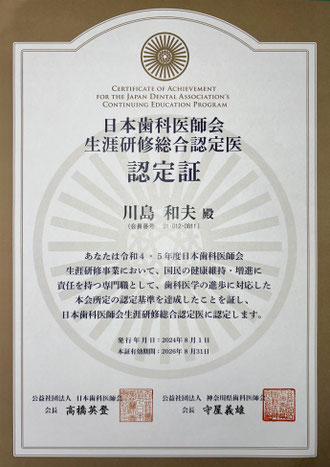 CERTIFICATE OF ACHIEVEMENT
FOR THE JAPAN DENTAL ASSOCIATION'S
CONTINUING EDUCATION PROGRAM
日本歯科医師会
生涯研修総合認定医
認定証
川島 和夫 殿
(会員番号
あなたは令和4・5年度日本歯科医師会
生涯研修事業において、国民の健康維持・増進に
責任を持つ専門職として、歯科医学の進歩に対応した
本会所定の認定基準を達成したことを証し、
日本歯科医師会生涯研修総合認定医に認定します。
発行年月日：2024年8月1日
本証有効期間：2026年8月31日
公益社団法人 日本歯科医師会
会長 高橋英登
公益社団法人 神奈川県歯科医師会
会長 守屋義雄